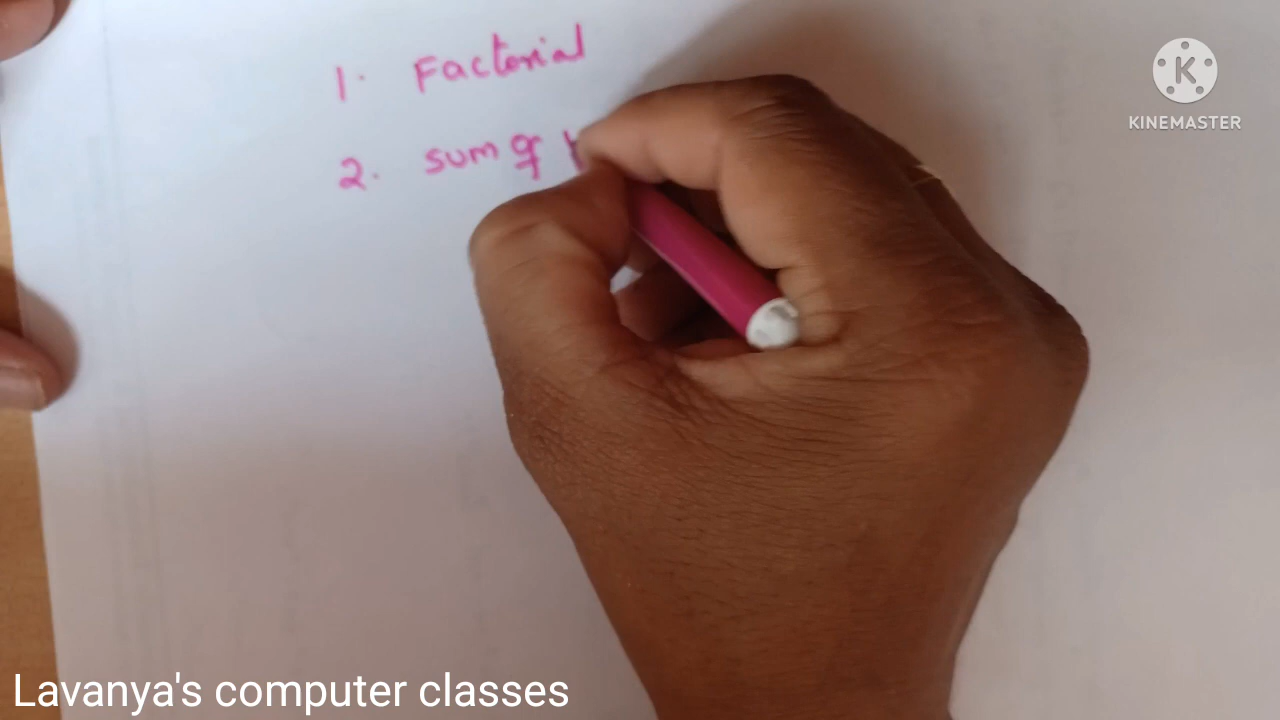 1. Factorial
2. sum of
KINEMASTER
Lavanya's computer classes